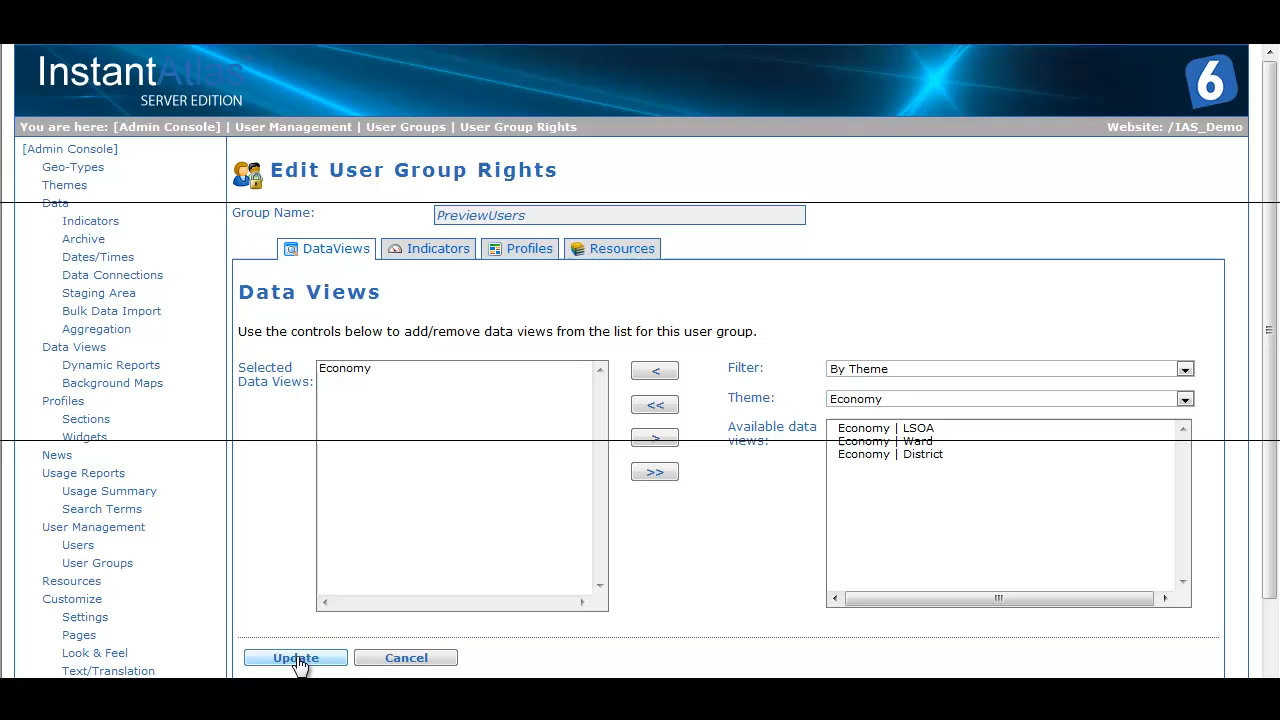 InstantAtlas
SERVER EDITION
6
You are here: [Admin Console] | User Management | User Groups | User Group Rights
Website: /IAS_Demo
[Admin Console]
Geo-Types
Themes
Data
Indicators
Archive
Dates/Times
Data Connections
Staging Area
Bulk Data Import
Aggregation
Data Views
Dynamic Reports
Background Maps
Profiles
Sections
Widgets
News
Usage Reports
Usage Summary
Search Terms
User Management
Users
User Groups
Resources
Customize
Settings
Pages
Look & Feel
Text/Translation
Edit User Group Rights
Group Name:
PreviewUsers
DataViews
Indicators
Profiles
Resources
Data Views
Use the controls below to add/remove data views from the list for this user group.
Selected
Data Views:
Economy
<
<<
>
>>
Filter:
By Theme
Theme:
Economy
Available data
views:
Economy | LSOA
Economy | Ward
Economy | District
Update
Cancel